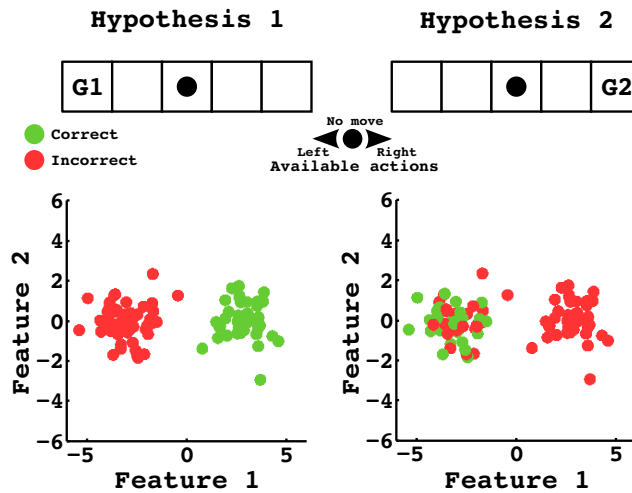 Hypothesis 1
Hypothesis 2
G1
G2
Correct
Incorrect
No move
Left
Right
Available actions
Feature 2
6
4
2
0
−2
−4
−6
−5
0
5
Feature 1
Feature 2
6
4
2
0
−2
−4
−6
−5
0
5
Feature 1